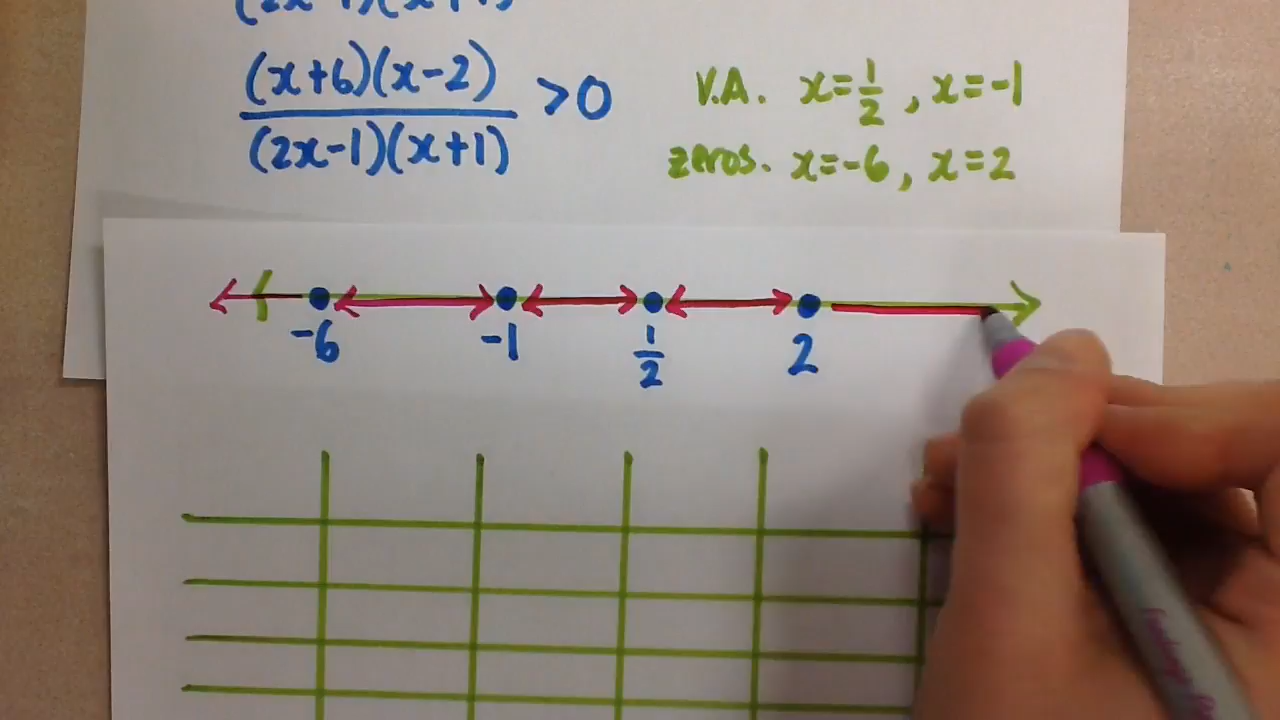 (x+6)(x-2)
(2x-1)(x+1)
>0
V.A. x=1/2, x=-1
zeros. x=-6, x=2
-6 -1 1/2 2